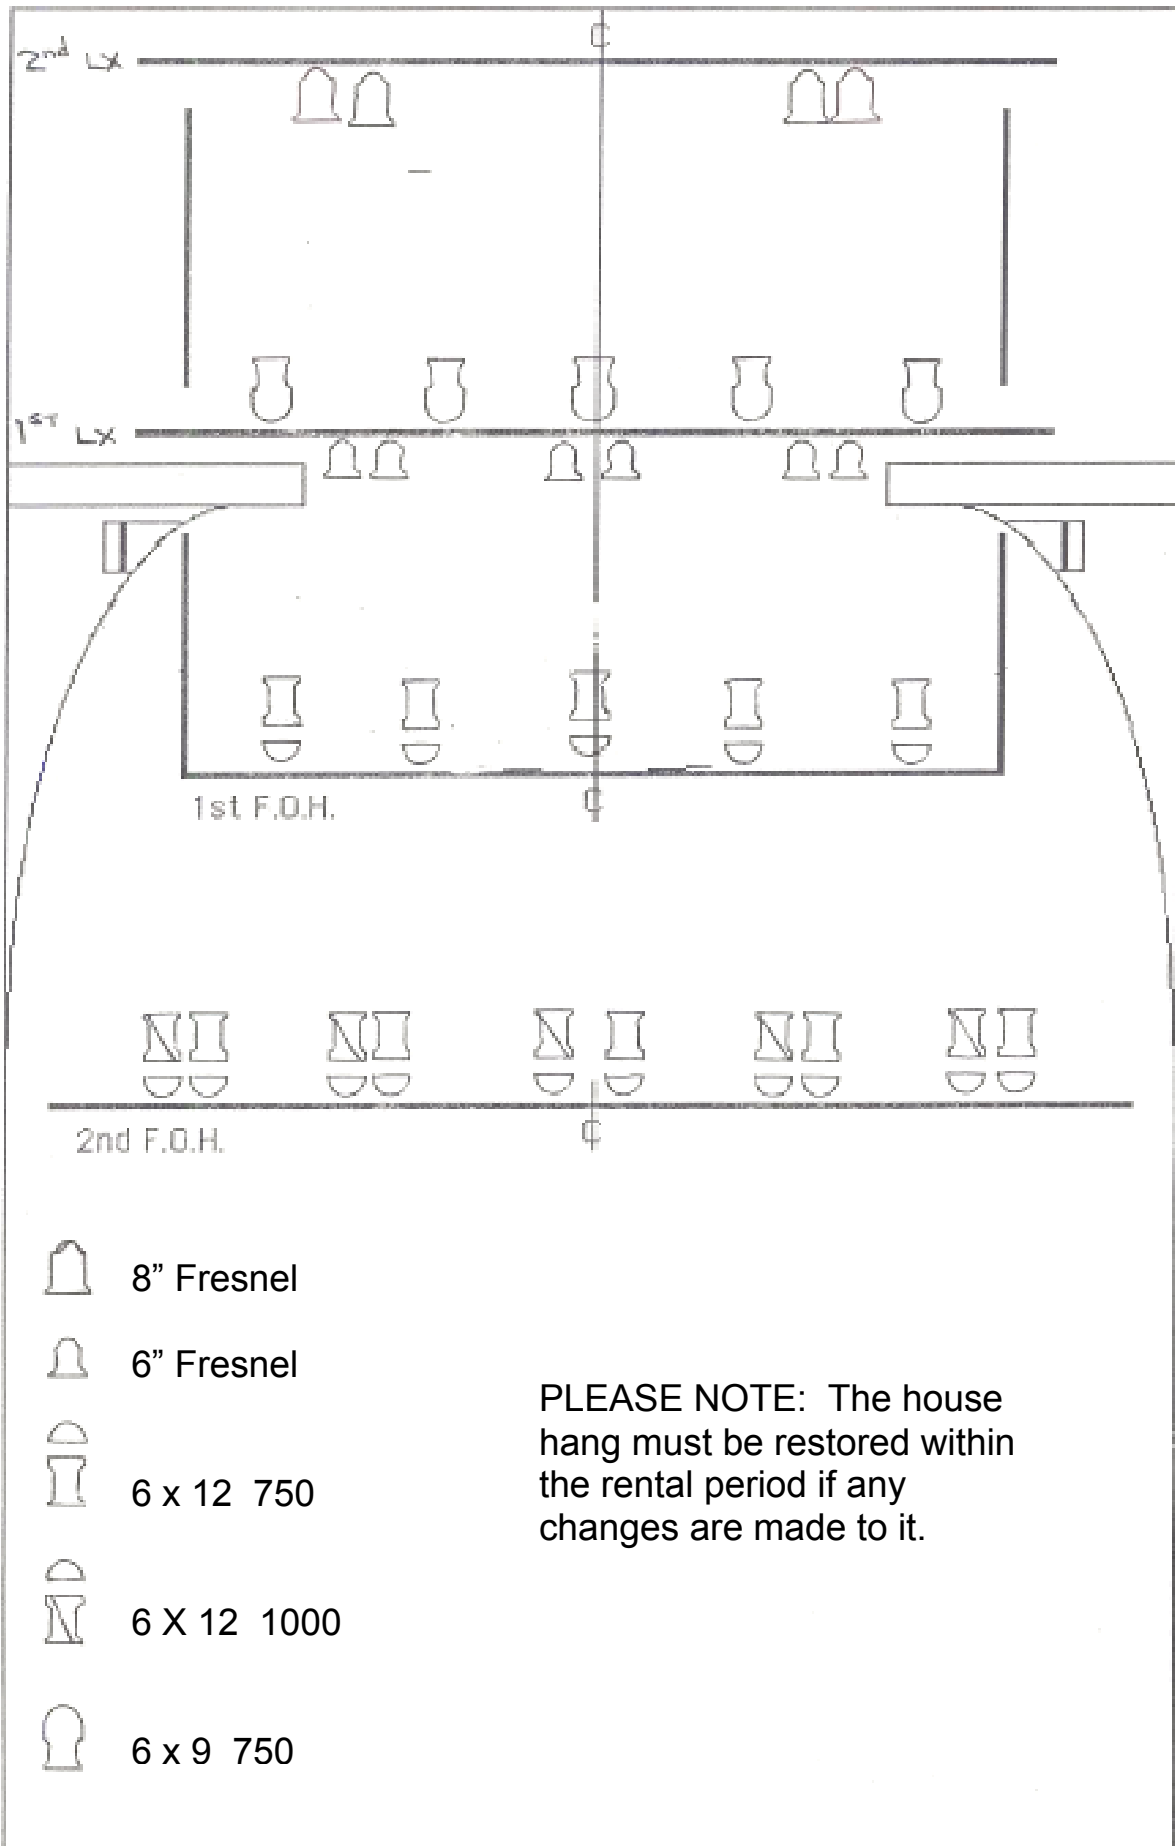 ℄
2nd LX
1ST LX
1st F.O.H.
℄
2nd F.O.H.
℄
8” Fresnel
6” Fresnel
6 x 12 750
6 X 12 1000
6 x 9 750
PLEASE NOTE: The house
hang must be restored within
the rental period if any
changes are made to it.